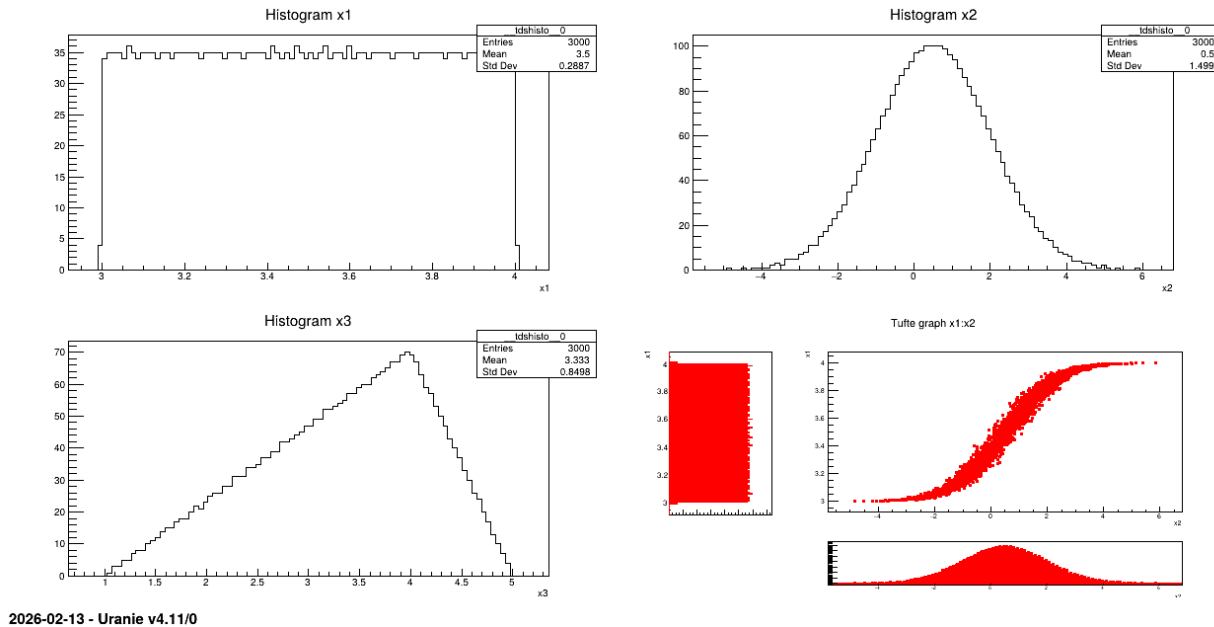 Histogram x1
__tdshisto__0
Entries 3000
Mean 3.5
Std Dev 0.2887
35
30
25
20
15
10
5
0
3 3.2 3.4 3.6 3.8 4
x1
Histogram x2
__tdshisto__0
Entries 3000
Mean 0.5
Std Dev 1.499
100
80
60
40
20
0
−4 −2 0 2 4 6
x2
Histogram x3
__tdshisto__0
Entries 3000
Mean 3.333
Std Dev 0.8498
70
60
50
40
30
20
10
0
1 1.5 2 2.5 3 3.5 4 4.5 5
x3
Tufte graph x1:x2
x1
4
3.8
3.6
3.4
3.2
3
x1
4
3.8
3.6
3.4
3.2
3
−4 −2 0 2 4 6
x2
2026-02-13 - Uranie v4.11/0